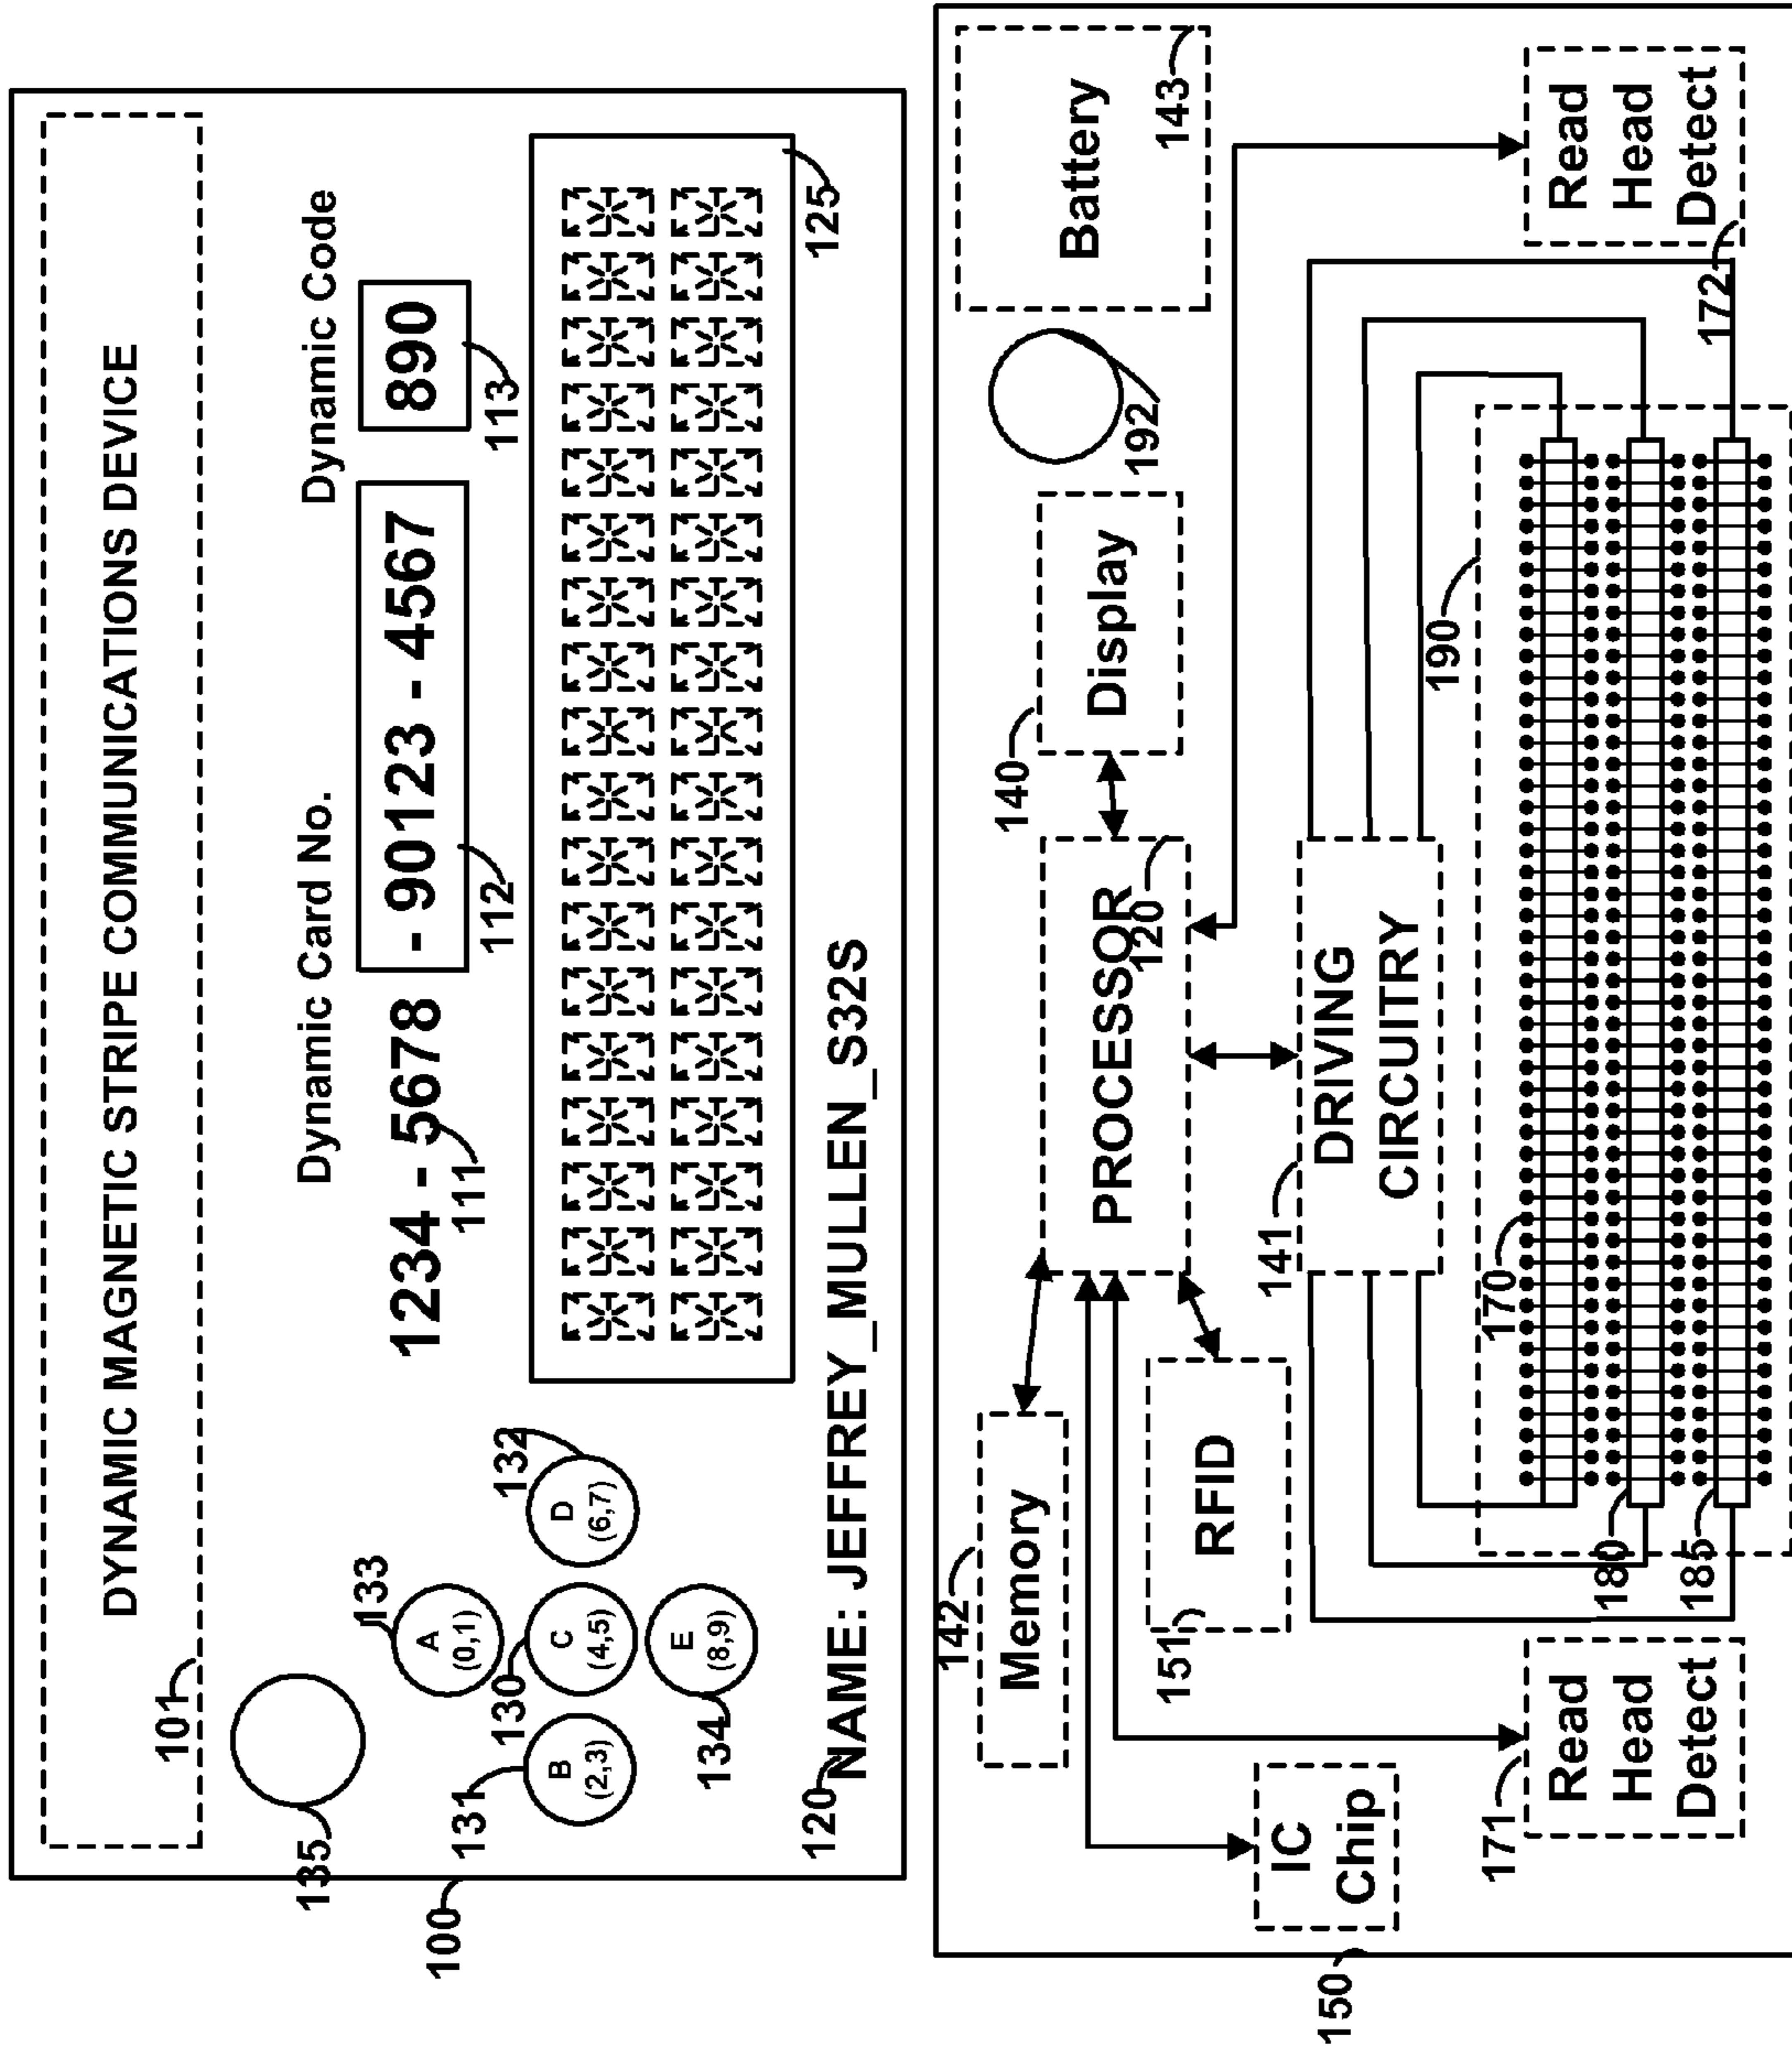 DYNAMIC MAGNETIC STRIPE COMMUNICATIONS DEVICE
101
135
100
Dynamic Card No.
Dynamic Code
1234 - 5678
- 90123 - 4567
890
111
112
113
133
A
(0,1)
130
131
B
(2,3)
C
(4,5)
132
D
(6,7)
134
E
(8,9)
125
120
NAME: JEFFREY_MULLEN_S32S
142
Memory
140
Display
192
Battery
143
PROCESSOR
120
151
RFID
150
IC
Chip
141
DRIVING
CIRCUITRY
190
170
180
185
171
Read
Head
Detect
172
Read
Head
Detect